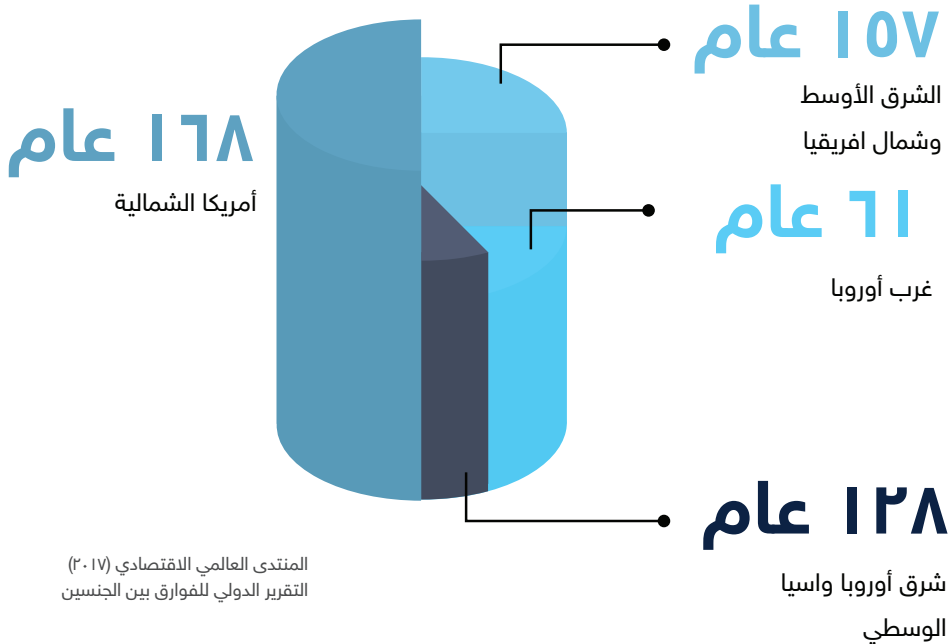 ١٥٧ عام
الشرق الأوسط
وشمال افريقيا
١٦٨ عام
أمريكا الشمالية
٦١ عام
غرب أوروبا
١٢٨ عام
شرق أوروبا واسيا
الوسطي
المنتدى العالمي الاقتصادي (٢٠١٧)
التقرير الدولي للفوارق بين الجنسين